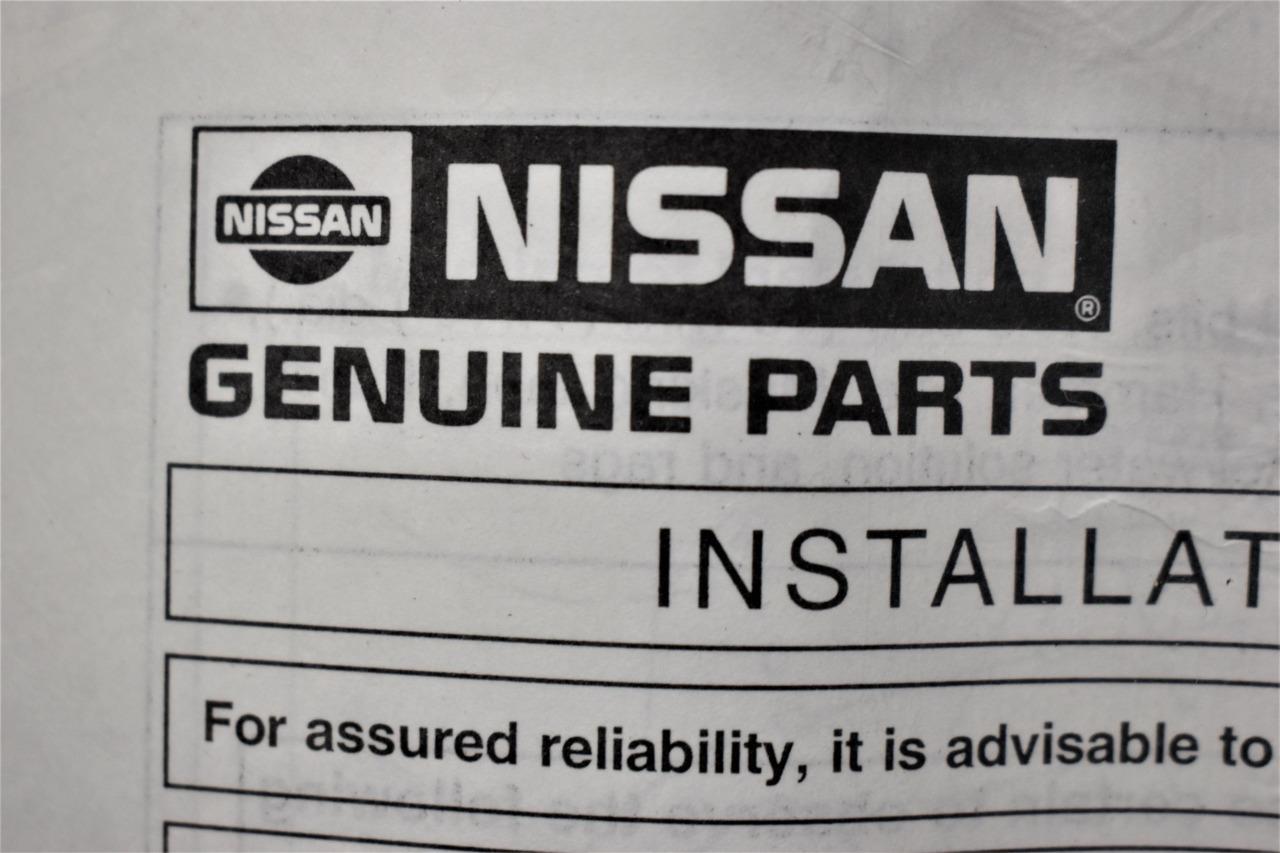 NISSAN NISSAN®
GENUINE PARTS
INSTALLAT
For assured reliability, it is advisable to